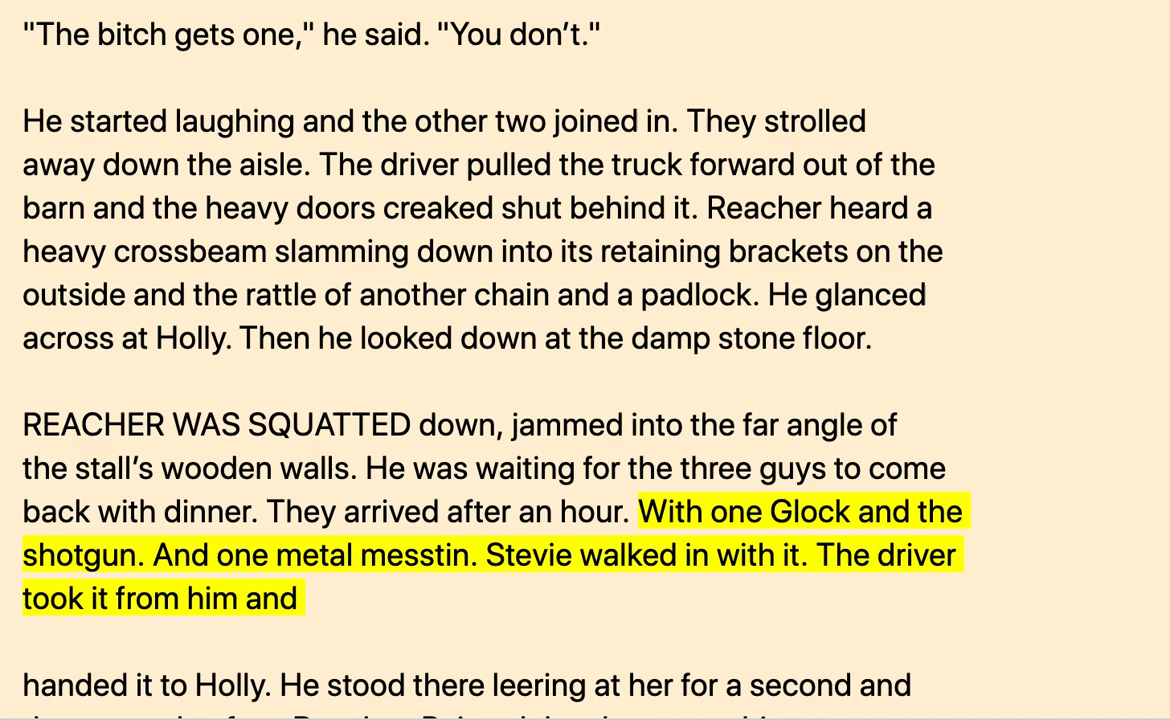 "The bitch gets one," he said. "You don’t."
He started laughing and the other two joined in. They strolled
away down the aisle. The driver pulled the truck forward out of the
barn and the heavy doors creaked shut behind it. Reacher heard a
heavy crossbeam slamming down into its retaining brackets on the
outside and the rattle of another chain and a padlock. He glanced
across at Holly. Then he looked down at the damp stone floor.
REACHER WAS SQUATTED down, jammed into the far angle of
the stall’s wooden walls. He was waiting for the three guys to come
back with dinner. They arrived after an hour. With one Glock and the
shotgun. And one metal messtin. Stevie walked in with it. The driver
took it from him and
handed it to Holly. He stood there leering at her for a second and